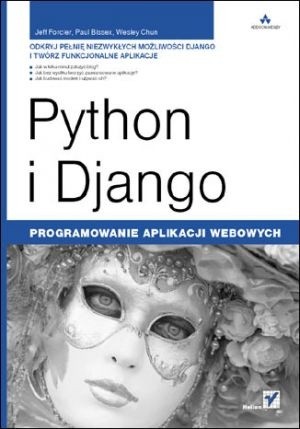 Jeff Forcier, Paul Bissex, Wesley Chun
ODKRYJ PEŁNIĘ NIEZWYKŁYCH MOŻLIWOŚCI DJANGO
I TWÓRZ FUNKCJONALNE APLIKACJE
Python
i Django
PROGRAMOWANIE APLIKACJI WEBOWYCH
Helion